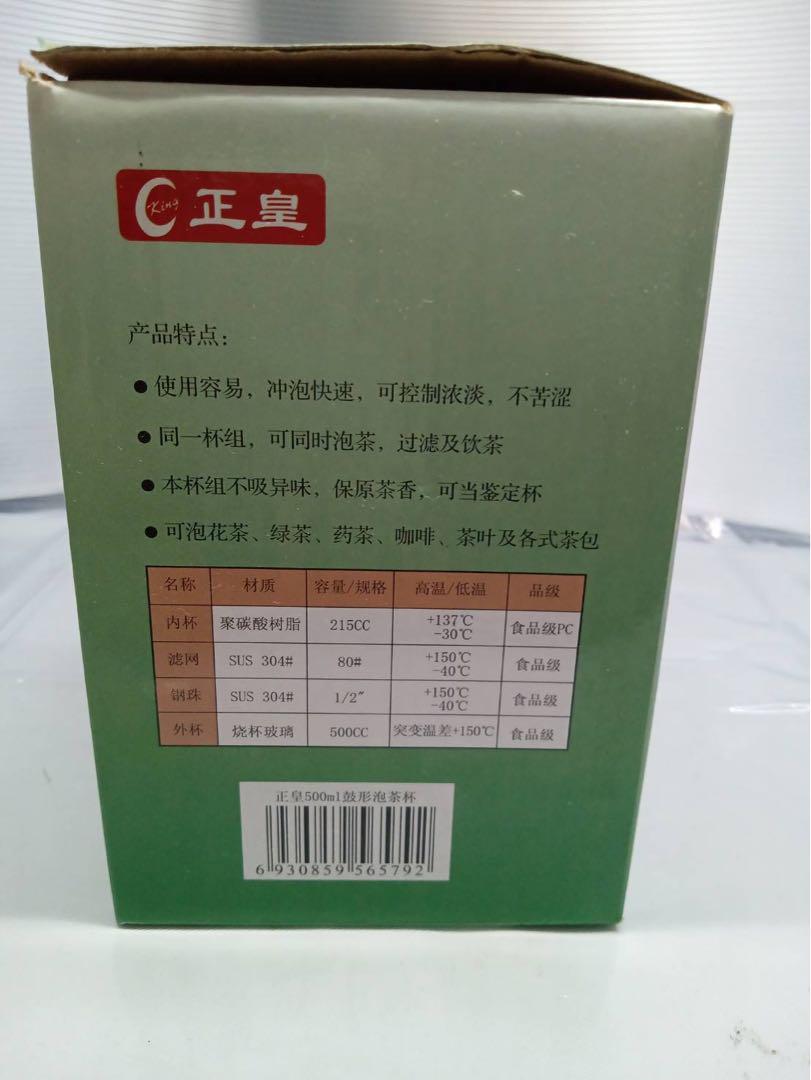 King 正皇
产品特点：
●使用容易，冲泡快速，可控制浓淡，不苦涩
●同一杯组，可同时泡茶，过滤及饮茶
●本杯组不吸异味，保原茶香，可当鉴定杯
●可泡花茶、绿茶、药茶、咖啡、茶叶及各式茶包
名称 材质 容量/规格 高温/低温 品级
内杯 聚碳酸树脂 215CC +137℃ -30℃ 食品级PC
滤网 SUS 304# 80# +150℃ -40℃ 食品级
钢珠 SUS 304# 1/2" +150℃ -40℃ 食品级
外杯 烧杯玻璃 500CC 突变温差+150℃ 食品级
正皇500ml鼓形泡茶杯
6 930859 565792